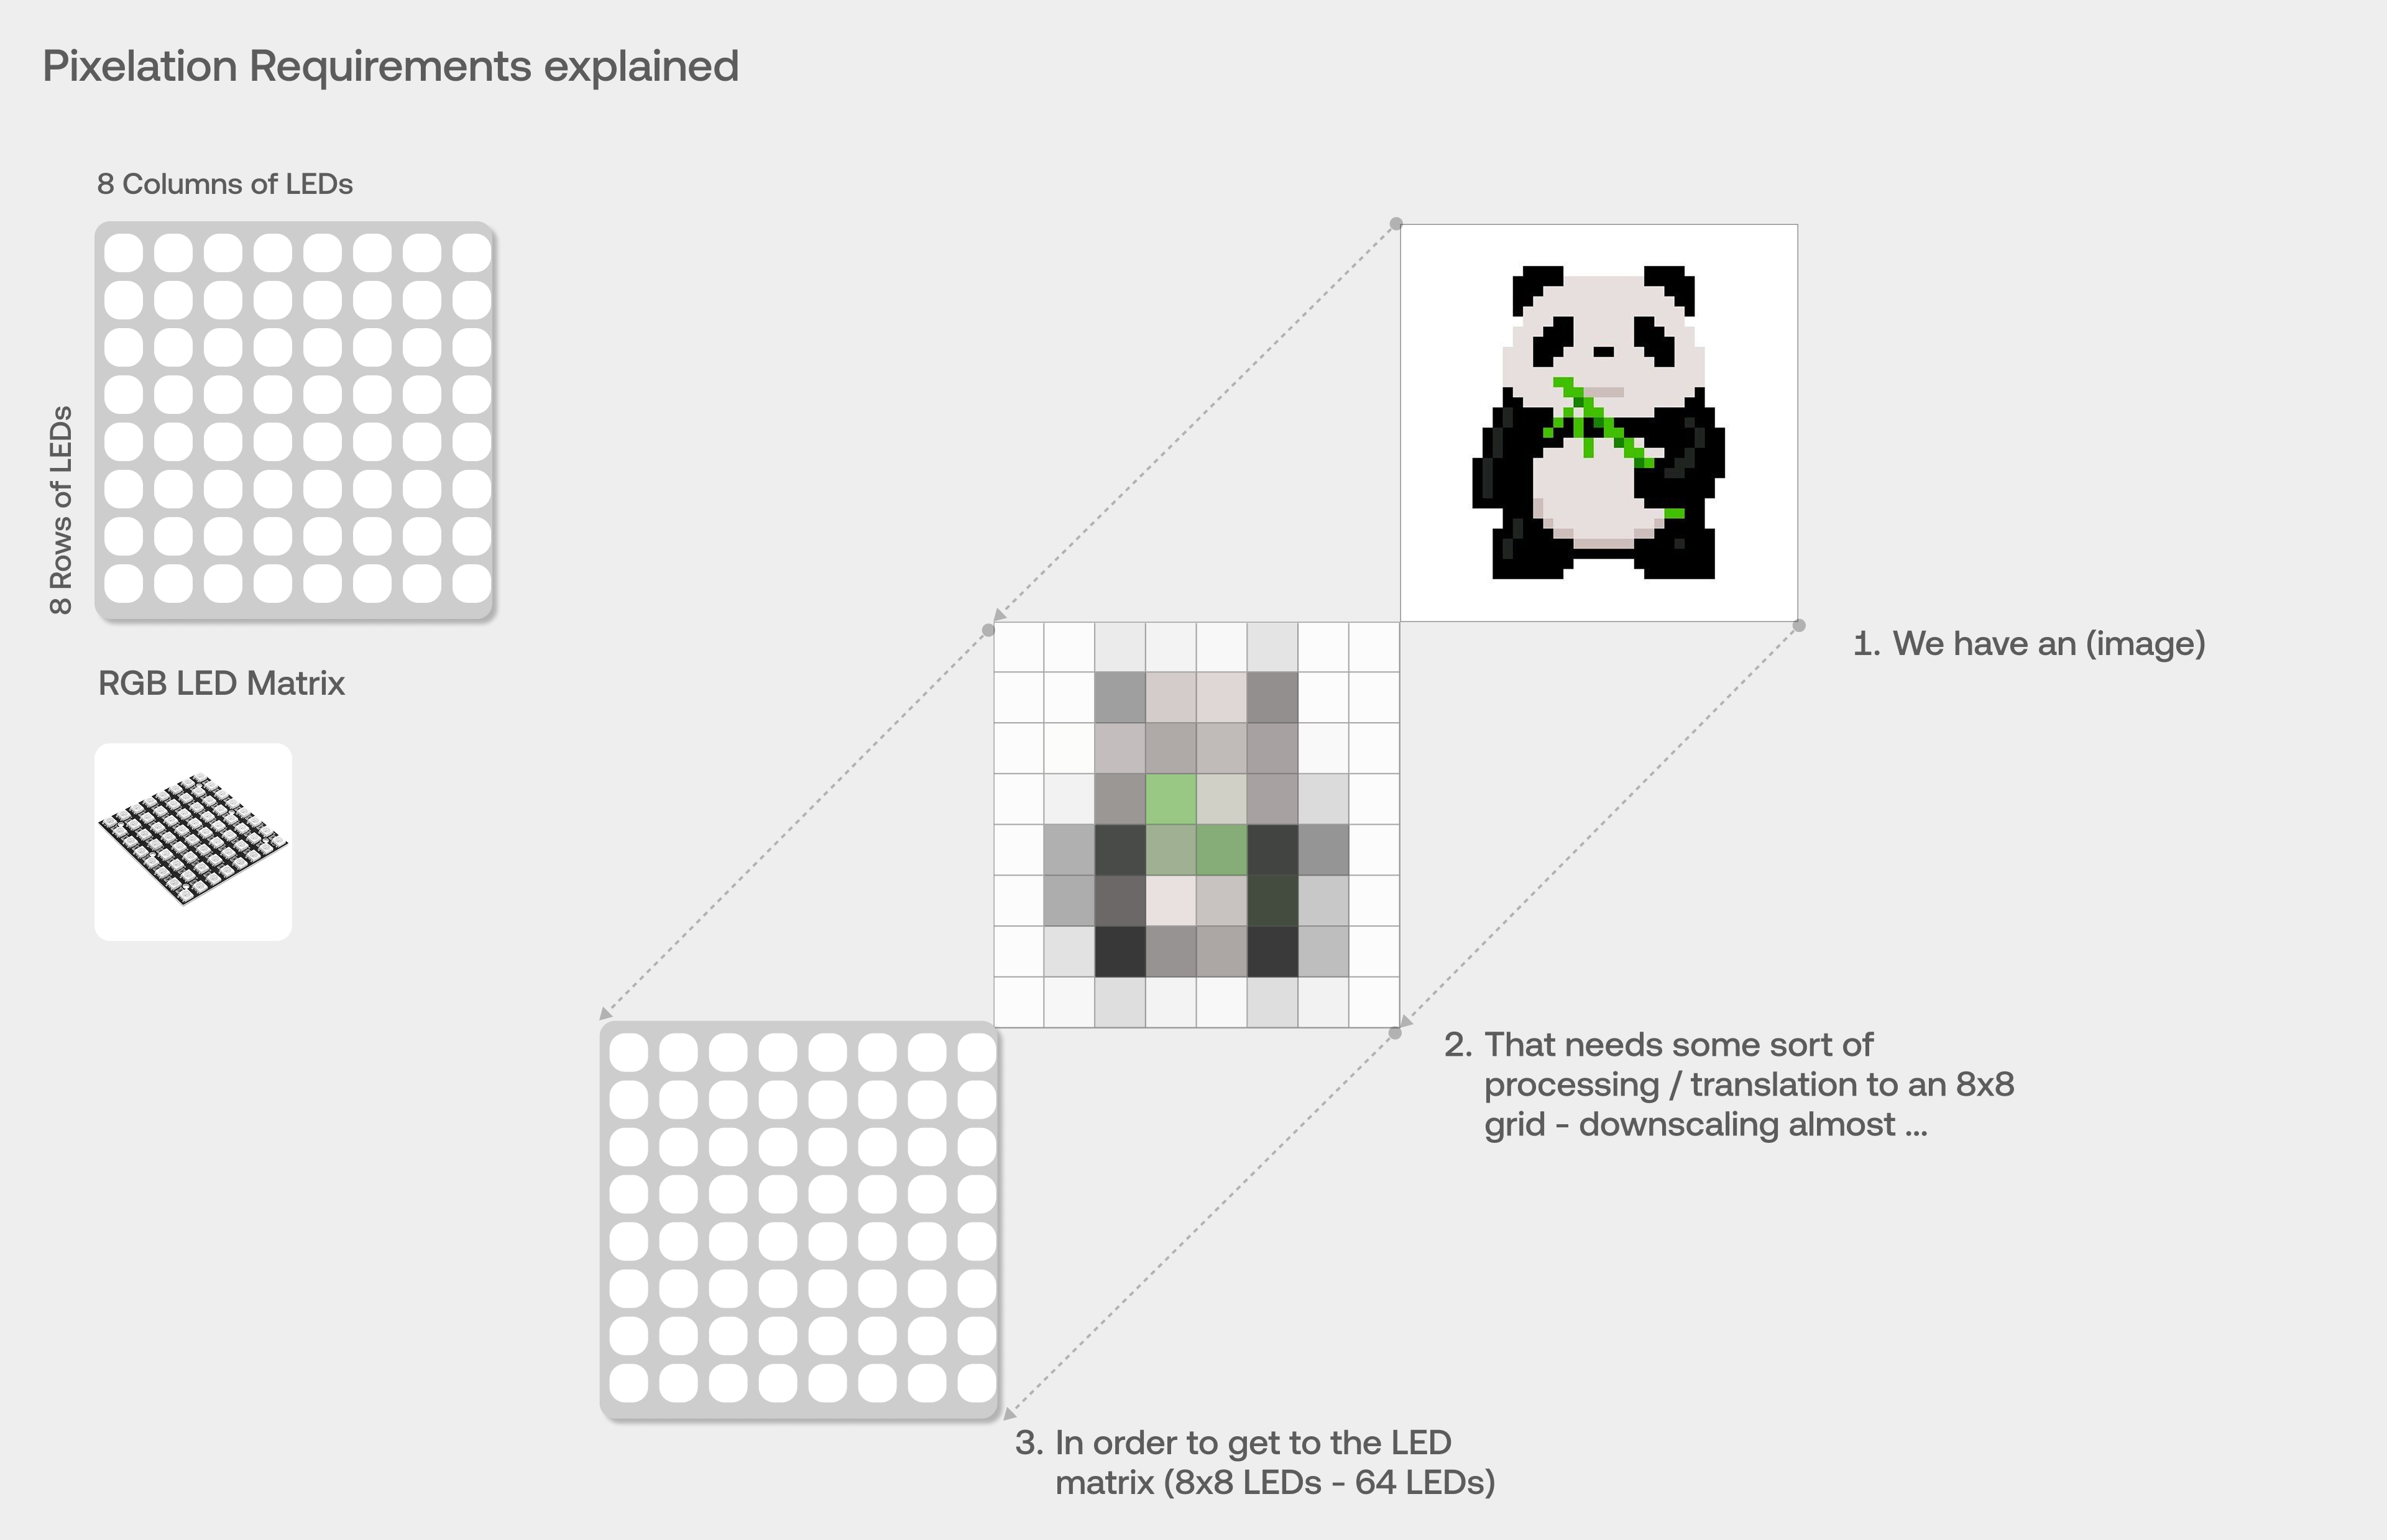 Pixelation Requirements explained
8 Columns of LEDs
8 Rows of LEDs
RGB LED Matrix
1. We have an (image)
2. That needs some sort of
processing / translation to an 8x8
grid - downscaling almost ...
3. In order to get to the LED
matrix (8x8 LEDs - 64 LEDs)